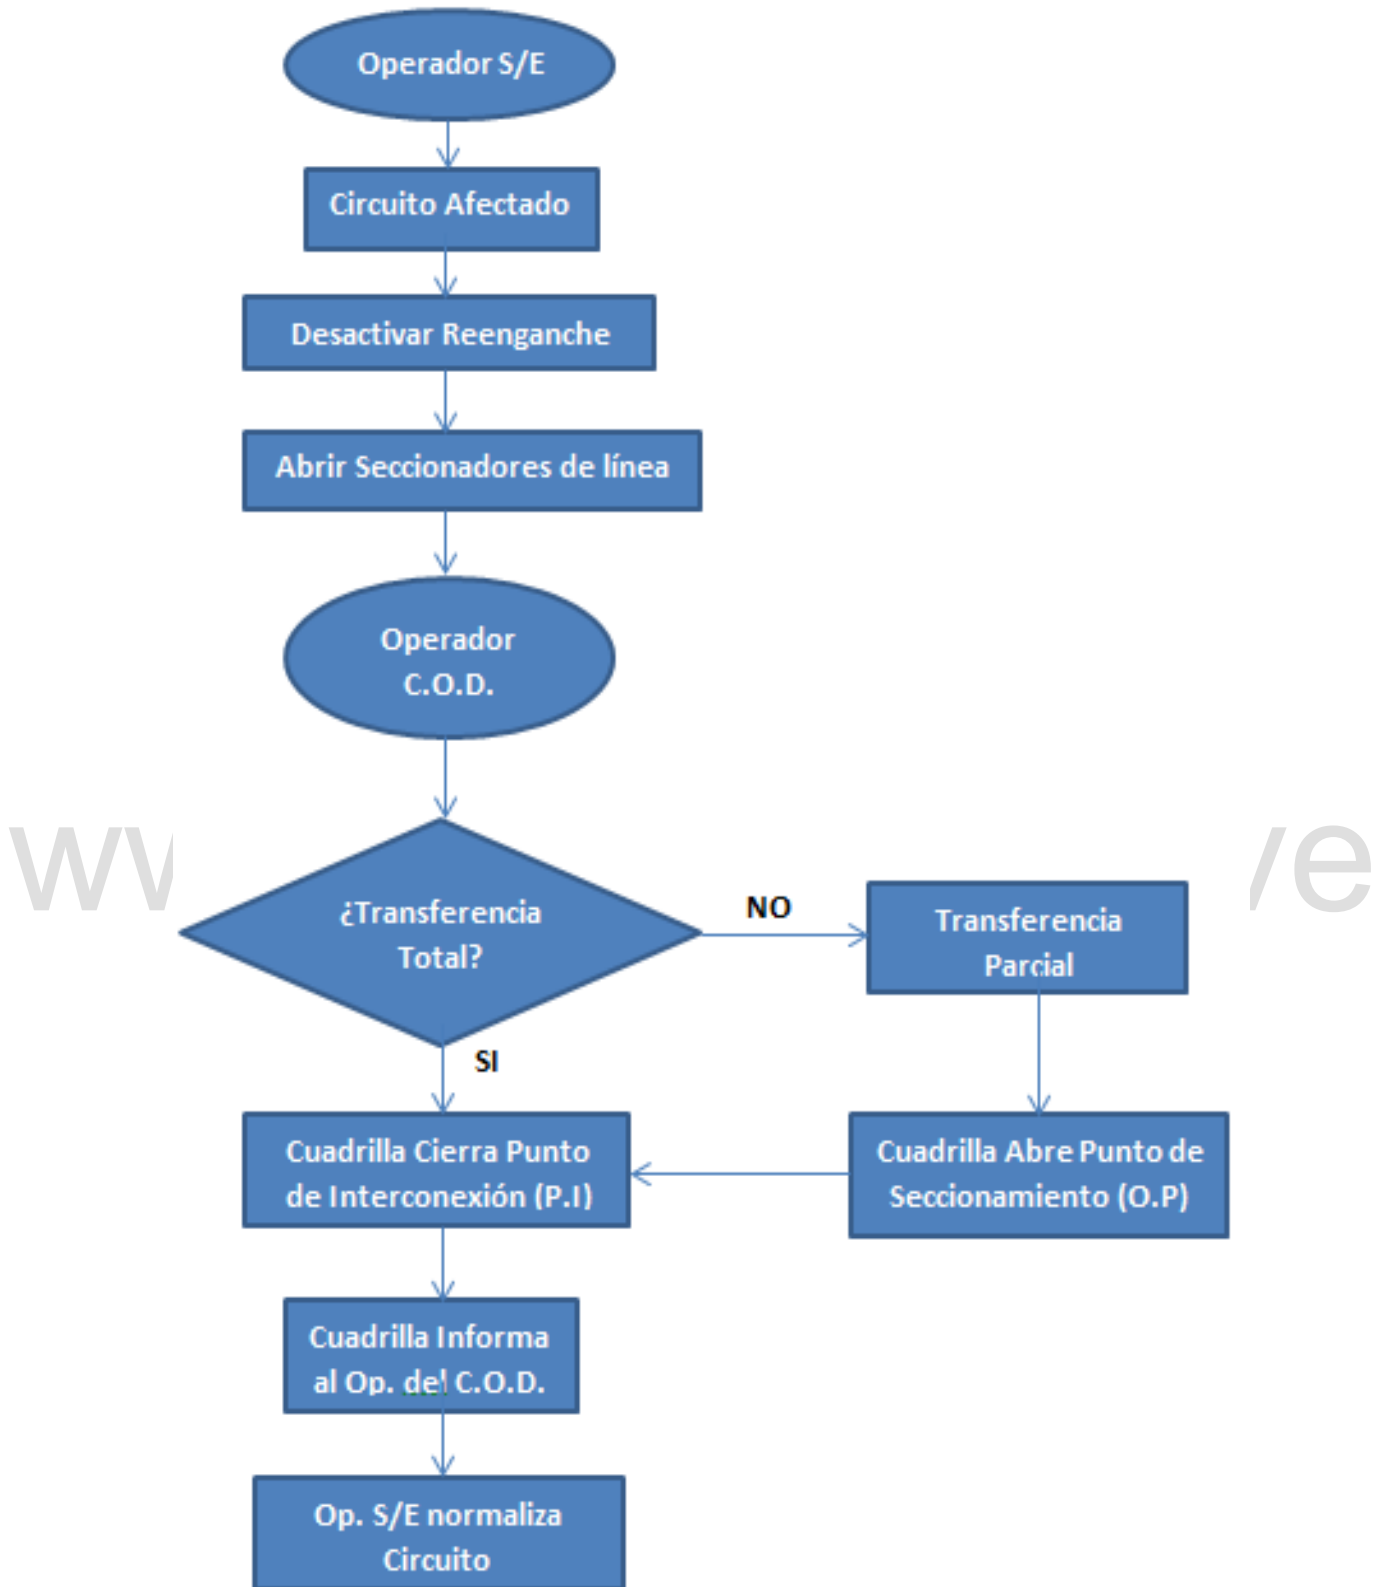 Operador S/E
Circuito Afectado
Desactivar Reenganche
Abrir Seccionadores de línea
Operador
C.O.D.
¿Transferencia
Total?
NO
Transferencia
Parcial
SI
Cuadrilla Cierra Punto
de Interconexión (P.I)
Cuadrilla Abre Punto de
Seccionamiento (O.P)
Cuadrilla Informa
al Op. del C.O.D.
Op. S/E normaliza
Circuito